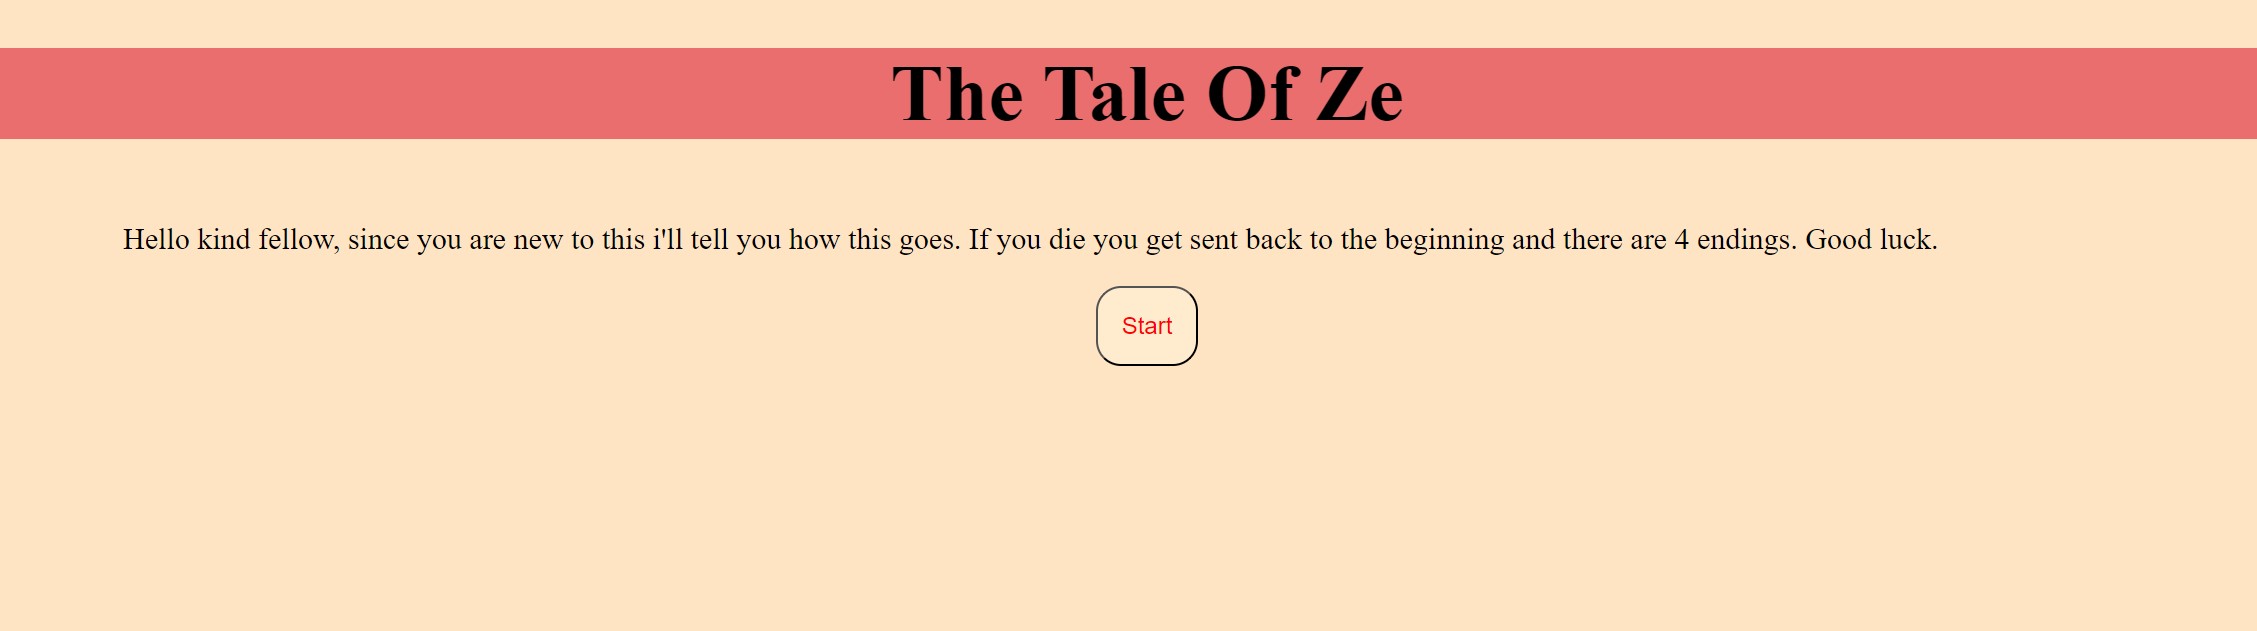 The Tale Of Ze
Hello kind fellow, since you are new to this i'll tell you how this goes. If you die you get sent back to the beginning and there are 4 endings. Good luck.
Start